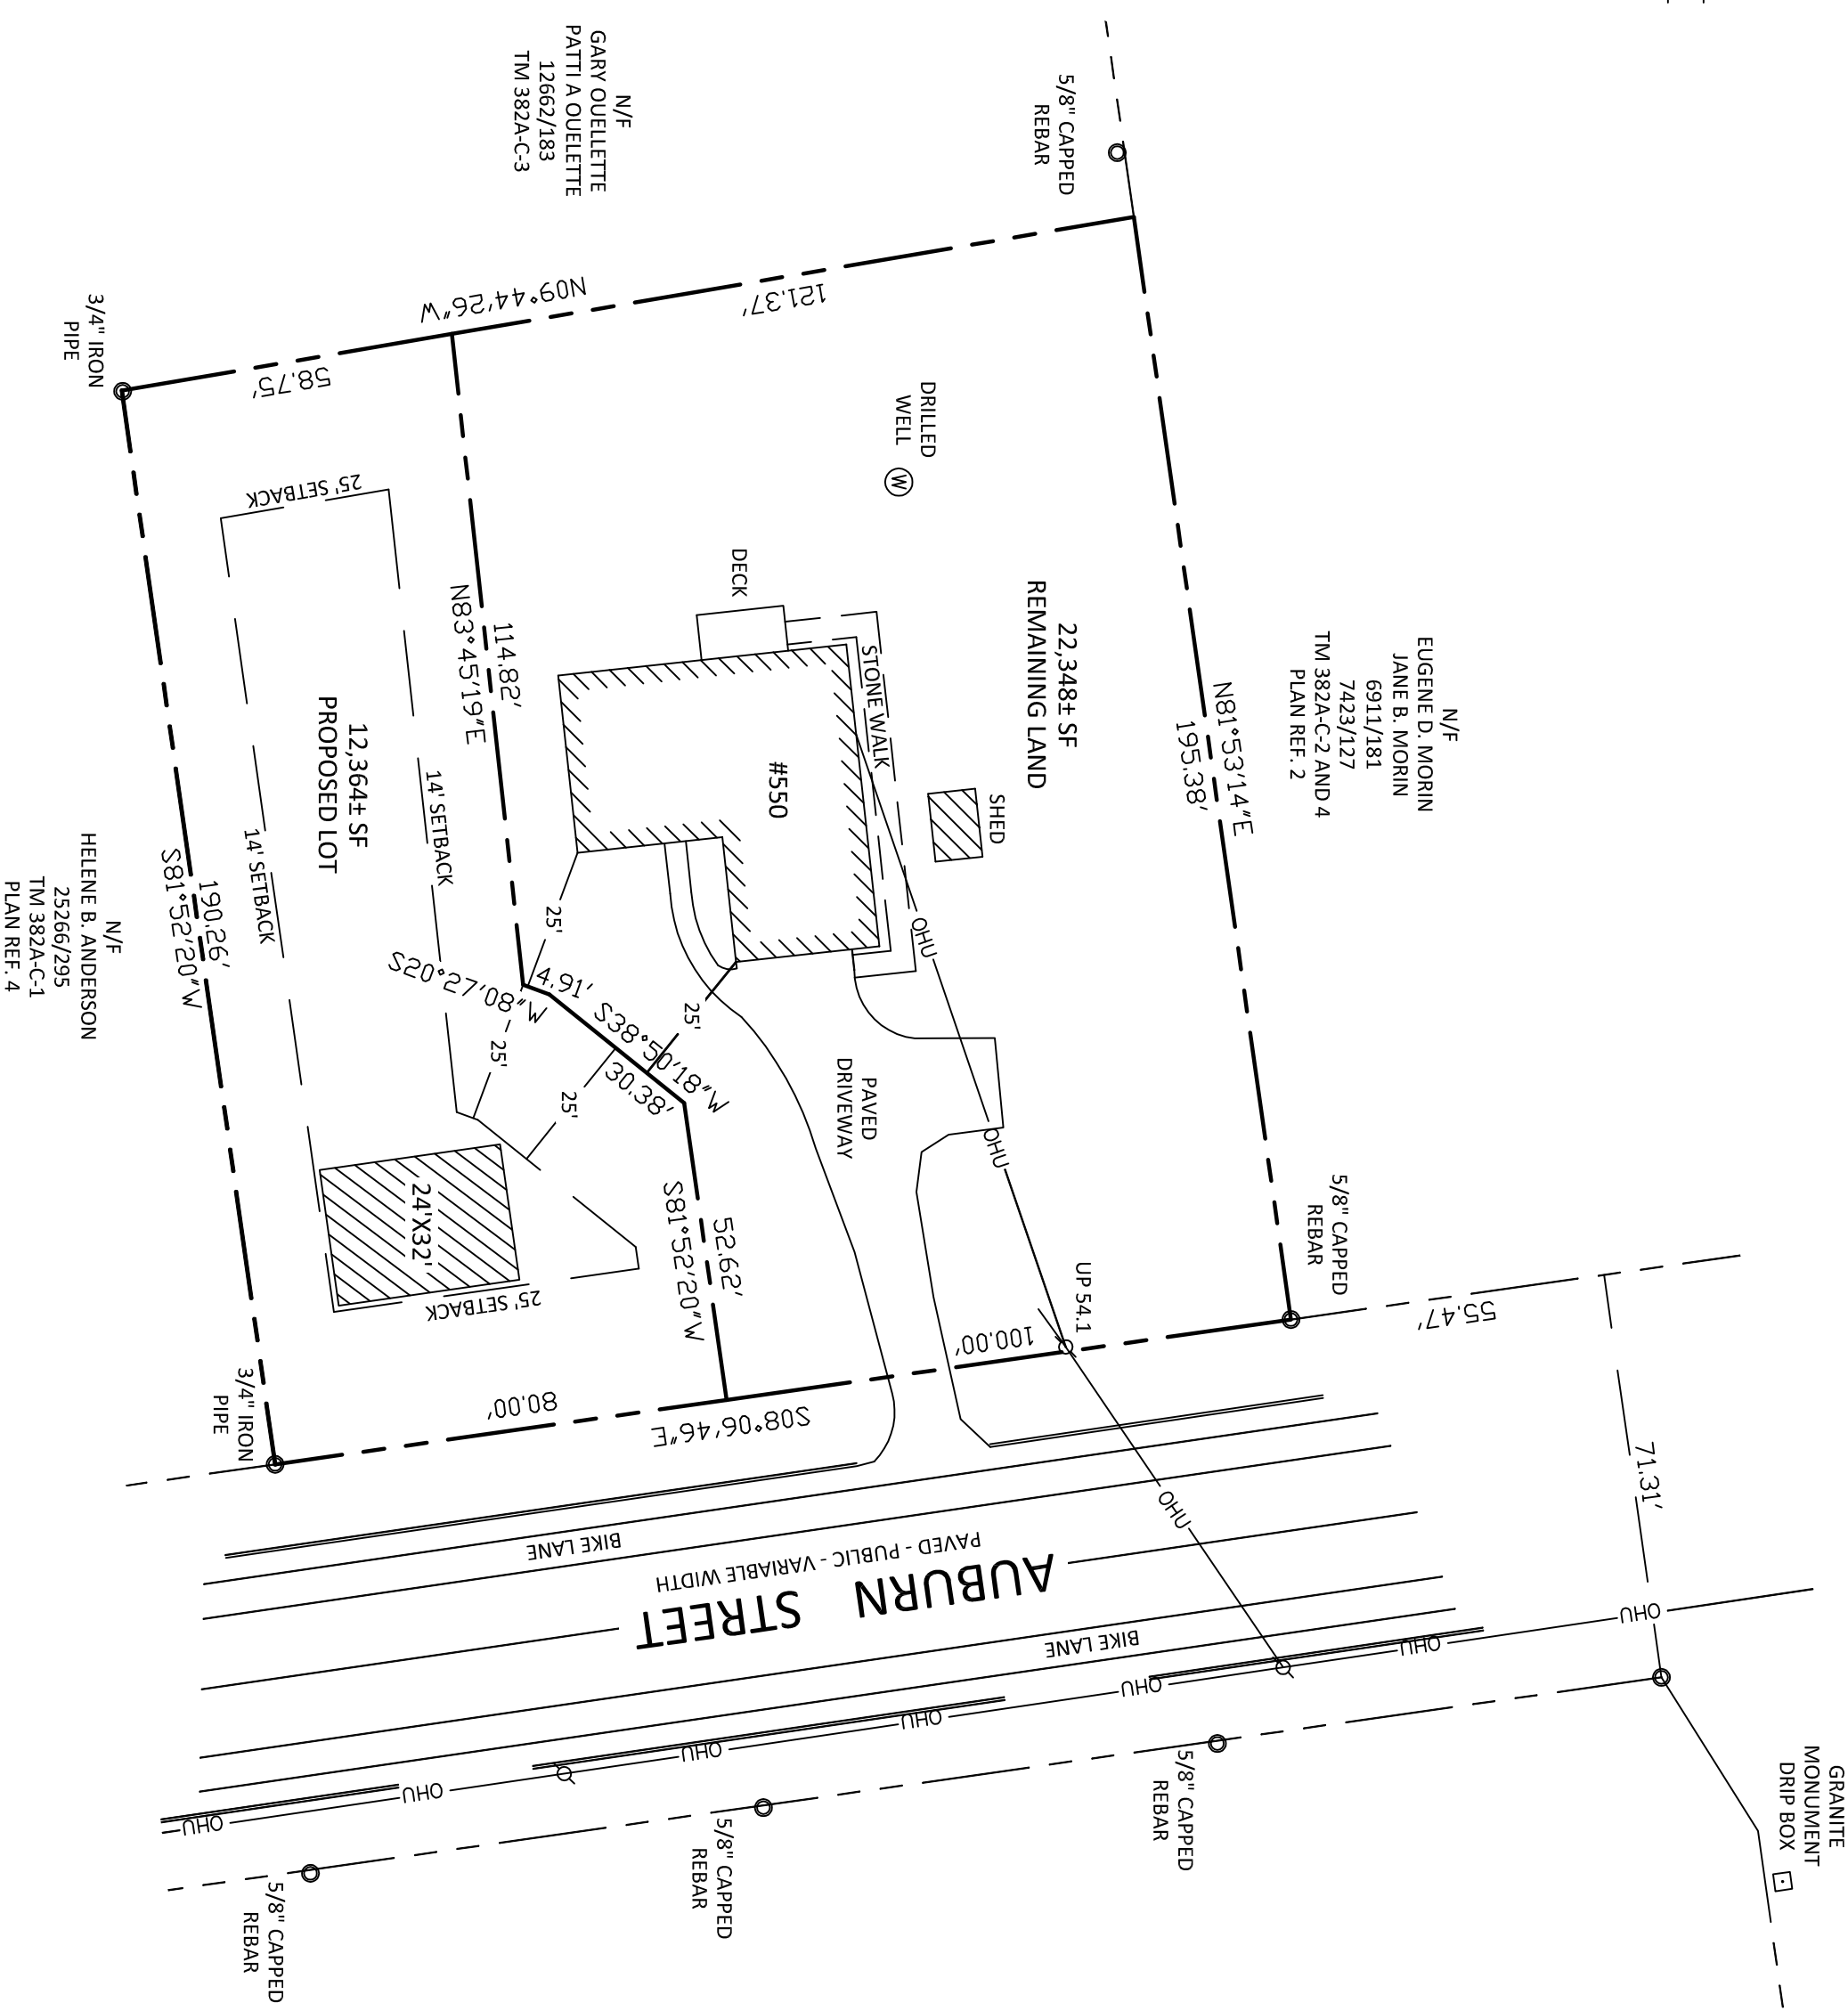 GRANITE
MONUMENT
DRIP BOX
71.31'
55.47'
OHU
OHU
5/8" CAPPED
REBAR
N/F
EUGENE D. MORIN
JANE B. MORIN
6911/181
7423/127
TM 382A-C-2 AND 4
PLAN REF. 2
N81°53'14"E
195.38'
5/8" CAPPED
REBAR
UP 54.1
100.00'
OHU
OHU
OHU
22,348± SF
REMAINING LAND
SHED
STONE WALK
DRILLED
WELL
W
DECK
#550
PAVED
DRIVEWAY
121.37'
N09°44'26"W
N/F
GARY OUELLETTE
PATTI A OUELETTE
12662/183
TM 382A-C-3
114.82'
N83°45'19"E
25'
4.91'
S20°27'08"W
25'
S38°50'18"W
30.38'
25'
25'
52.62'
S81°52'20"W
S08°06'46"E
80.00'
58.75'
3/4" IRON
PIPE
25' SETBACK
14' SETBACK
12,364± SF
PROPOSED LOT
14' SETBACK
24'X32'
25' SETBACK
190.26'
S81°52'20"W
3/4" IRON
PIPE
N/F
HELENE B. ANDERSON
25266/295
TM 382A-C-1
PLAN REF. 4
BIKE LANE
PAVED - PUBLIC - VARIABLE WIDTH
AUBURN STREET
BIKE LANE
OHU
OHU
OHU
OHU
OHU
5/8" CAPPED
REBAR
5/8" CAPPED
REBAR
5/8" CAPPED
REBAR